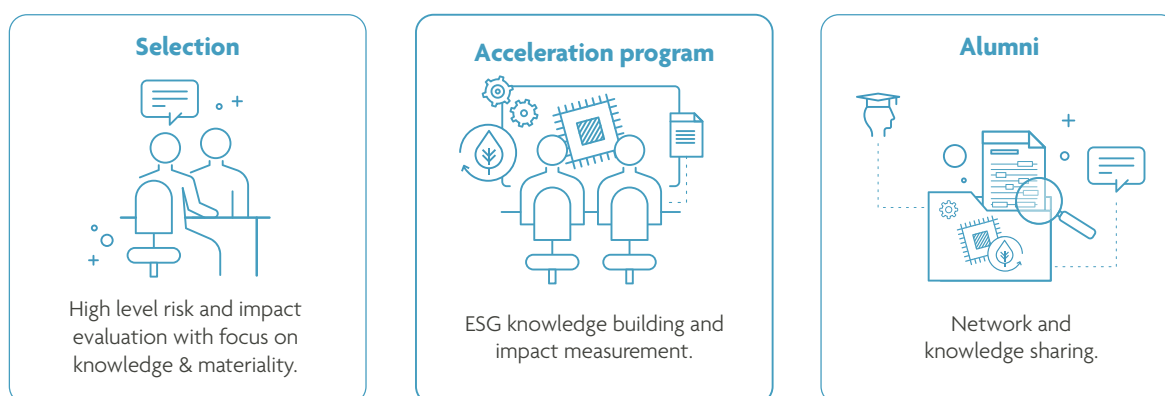 Selection
High level risk and impact
evaluation with focus on
knowledge & materiality.
Acceleration program
ESG knowledge building and
impact measurement.
Alumni
Network and
knowledge sharing.